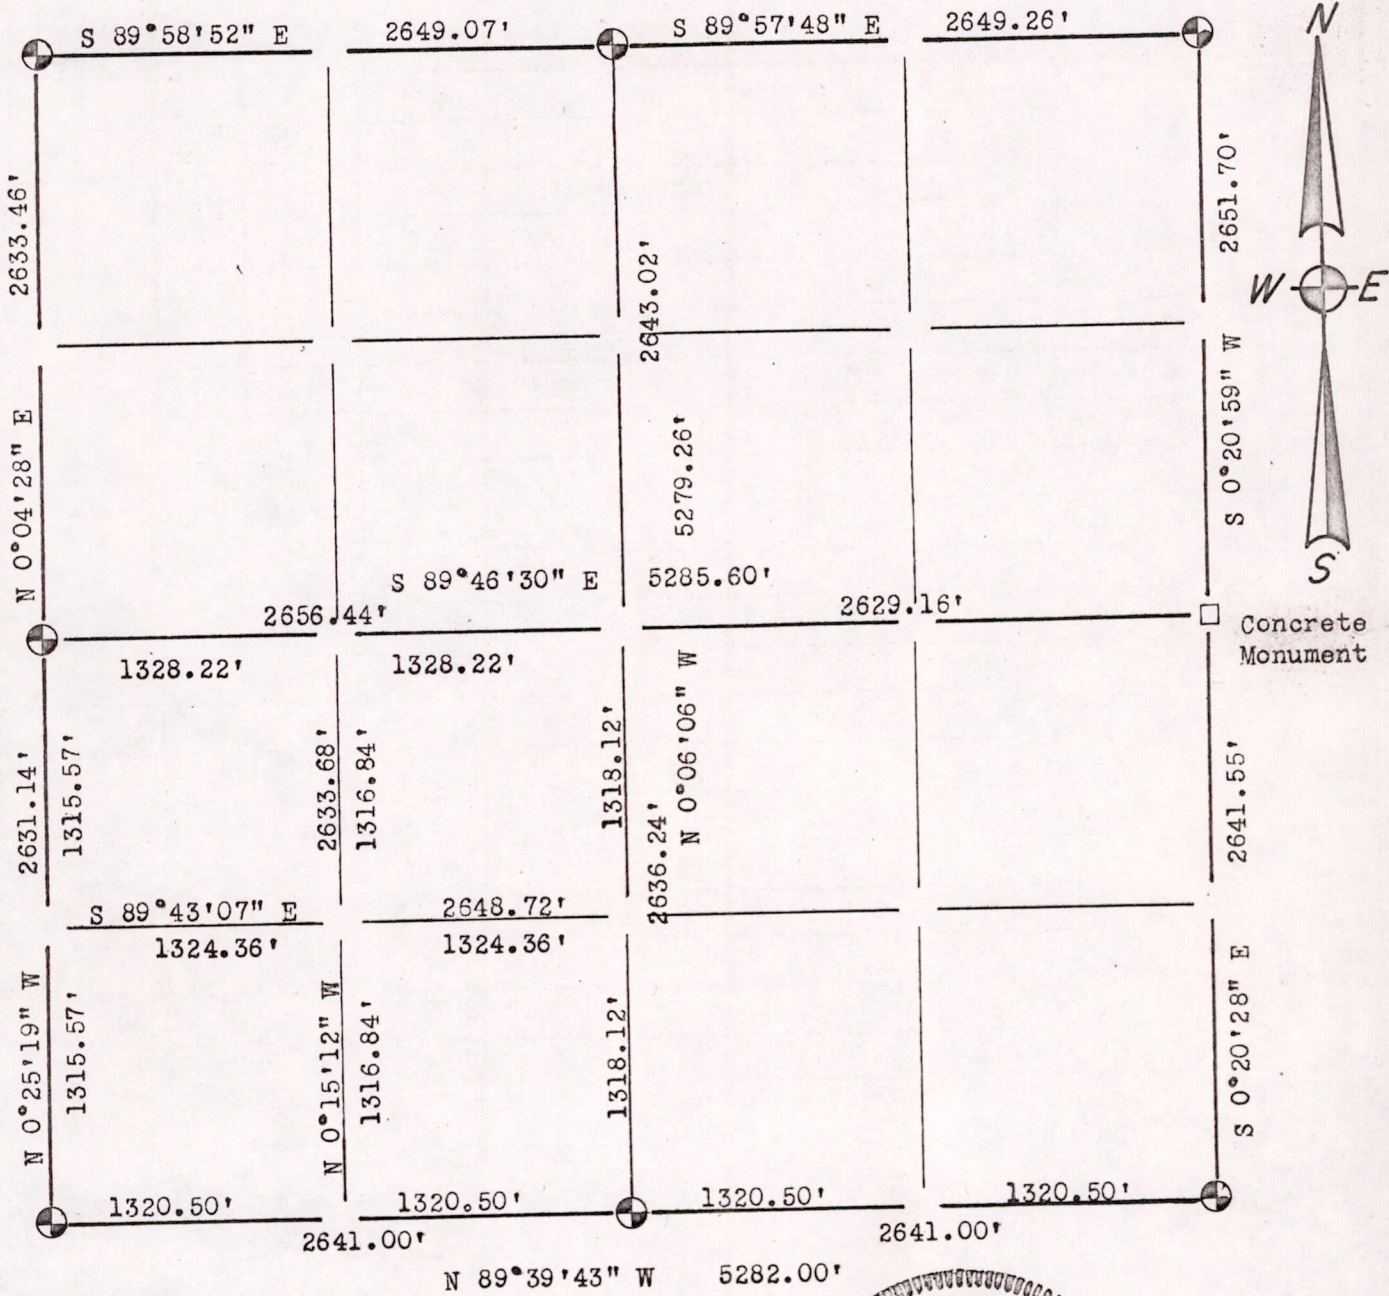 S 89°58'52" E 2649.07' S 89°57'48" E 2649.26'
N
2633.46'
2651.70'
2643.02'
W E
N 0°04'28" E
5279.26'
S 0°20'59" W
S
S 89°46'30" E 5285.60'
2656.44' 2629.16'
Concrete
Monument
1328.22' 1328.22'
2631.14'
1315.57'
2633.68'
1316.84'
1318.12'
N 0°06'06" W
2636.24'
2641.55'
S 89°43'07" E 2648.72'
1324.36' 1324.36'
N 0°25'19" W
1315.57'
N 0°15'12" W
1316.84'
1318.12'
S 0°20'28" E
1320.50' 1320.50' 1320.50' 1320.50'
2641.00' 2641.00'
N 89°39'43" W 5282.00'